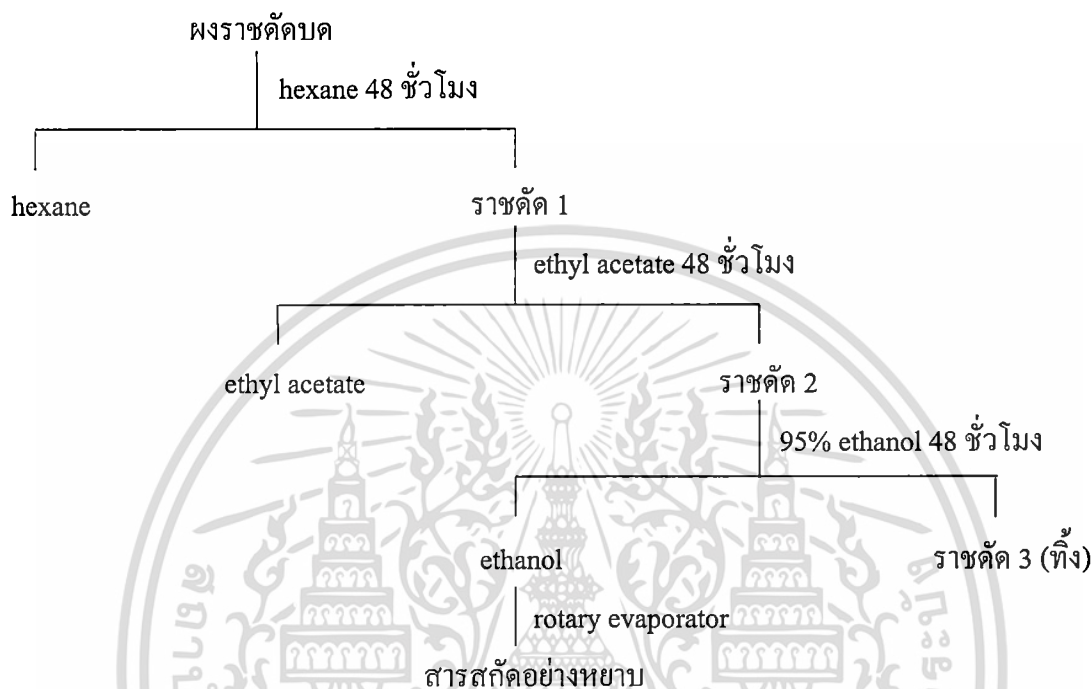 ผงราชดัดบด
hexane 48 ชั่วโมง
hexane
ราชดัด 1
ethyl acetate 48 ชั่วโมง
ethyl acetate
ราชดัด 2
95% ethanol 48 ชั่วโมง
ethanol
ราชดัด 3 (ทิ้ง)
rotary evaporator
สารสกัดอย่างหยาบ